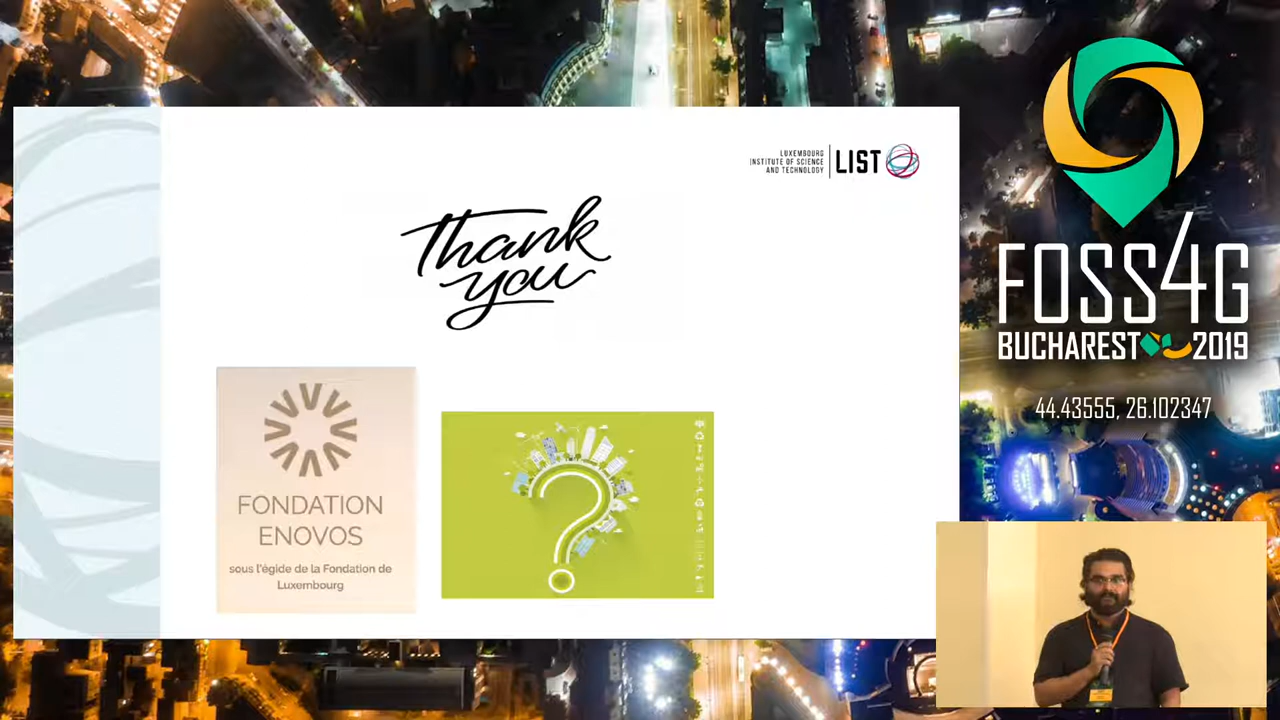 LUXEMBOURG
INSTITUTE OF SCIENCE
AND TECHNOLOGY
LIST
Thank
you
FONDATION
ENOVOS
sous l'égide de la Fondation de
Luxembourg
?
FOSS4G
BUCHAREST 2019
44.43555, 26.102347